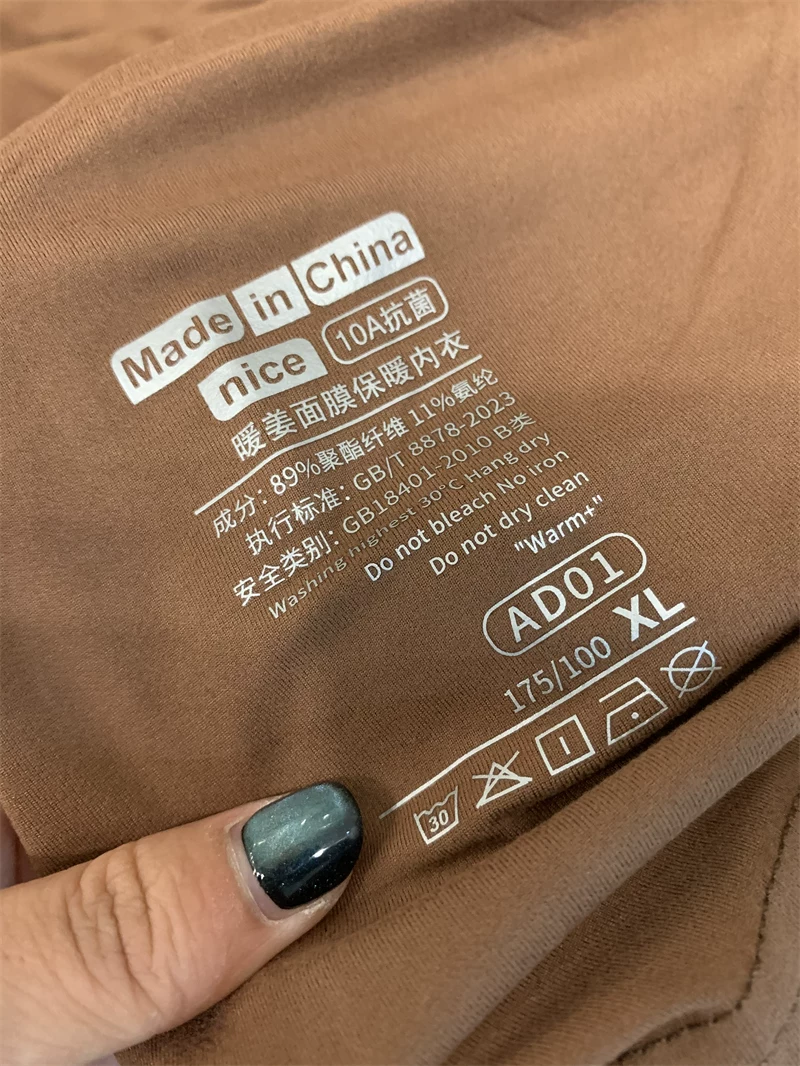 Made in China
nice 10A抗菌
暖姜面膜保暖内衣
成分：89%聚酯纤维 11%氨纶
执行标准：GB/T 8878-2023
安全类别：GB18401-2010 B类
Washing highest 30°C Hang dry
Do not bleach No iron
Do not dry clean
"Warm+"
AD01
175/100 XL
30